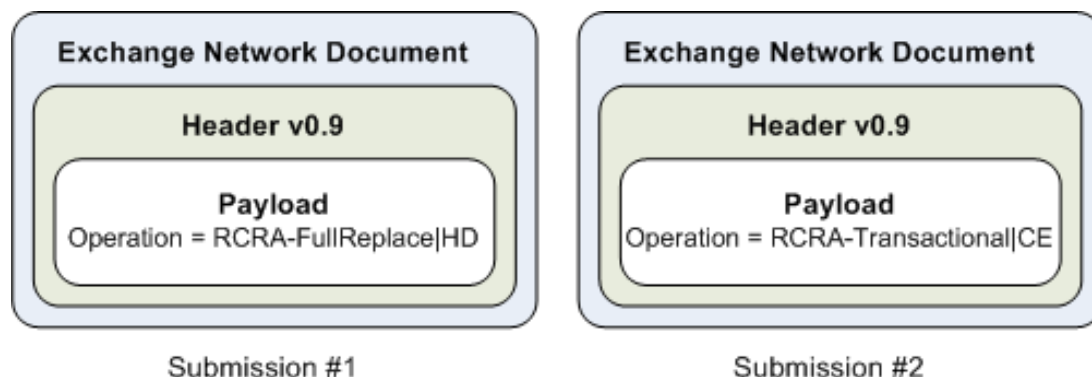 Exchange Network Document
Header v0.9
Payload
Operation = RCRA-FullReplace|HD
Submission #1
Exchange Network Document
Header v0.9
Payload
Operation = RCRA-Transactional|CE
Submission #2